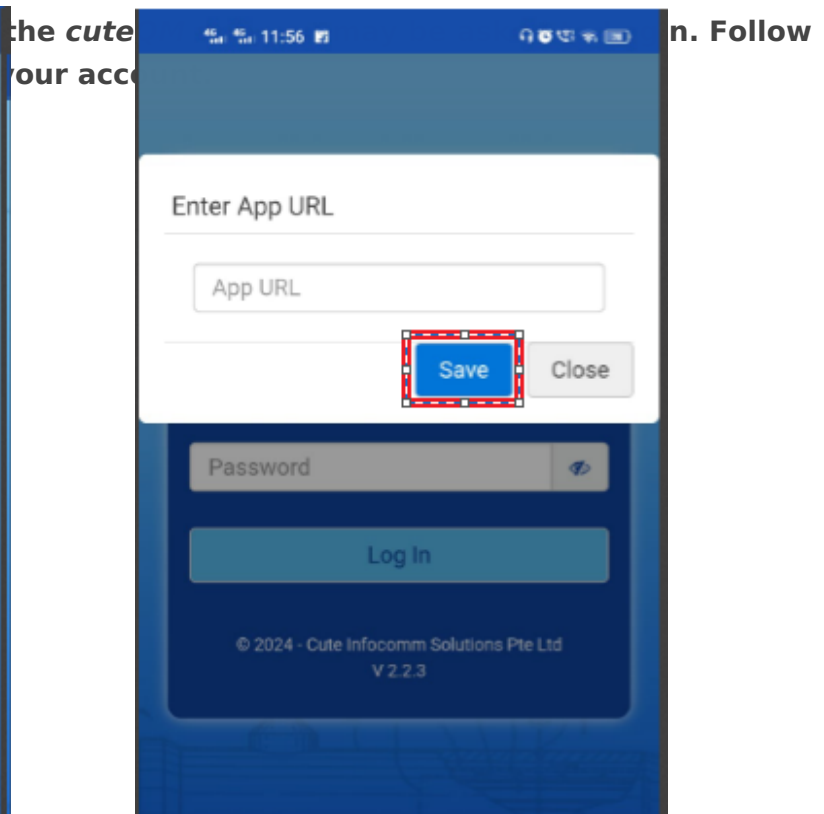 the cute n. Follow
your acc
11:56
Enter App URL
App URL
Save Close
Password
Log In
© 2024 - Cute Infocomm Solutions Pte Ltd
V 2.2.3